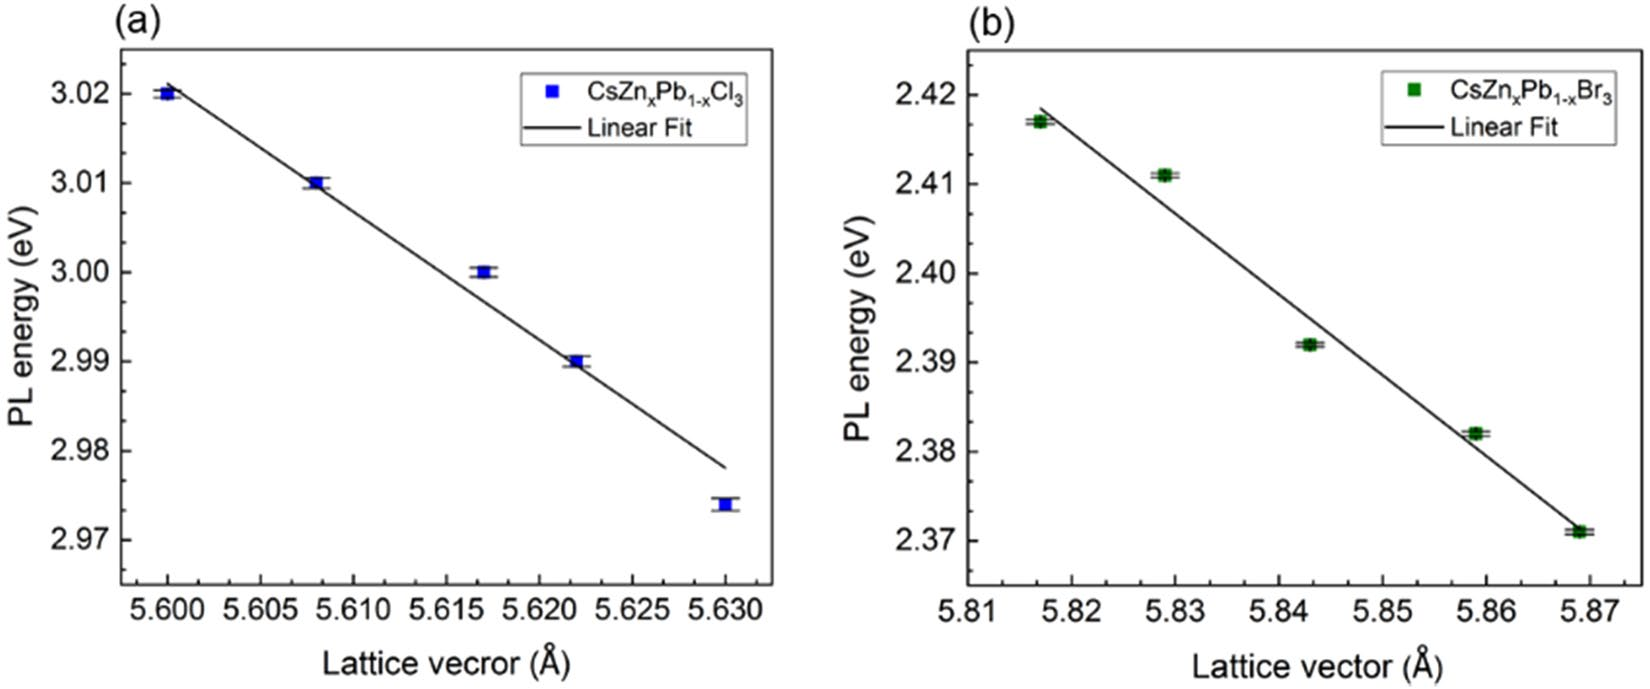 (a)
3.02
3.01
3.00
2.99
2.98
2.97
PL energy (eV)
CsZnₓPb₁₋ₓCl₃
Linear Fit
5.600 5.605 5.610 5.615 5.620 5.625 5.630
Lattice vecror (Å)
(b)
2.42
2.41
2.40
2.39
2.38
2.37
PL energy (eV)
CsZnₓPb₁₋ₓBr₃
Linear Fit
5.81 5.82 5.83 5.84 5.85 5.86 5.87
Lattice vector (Å)